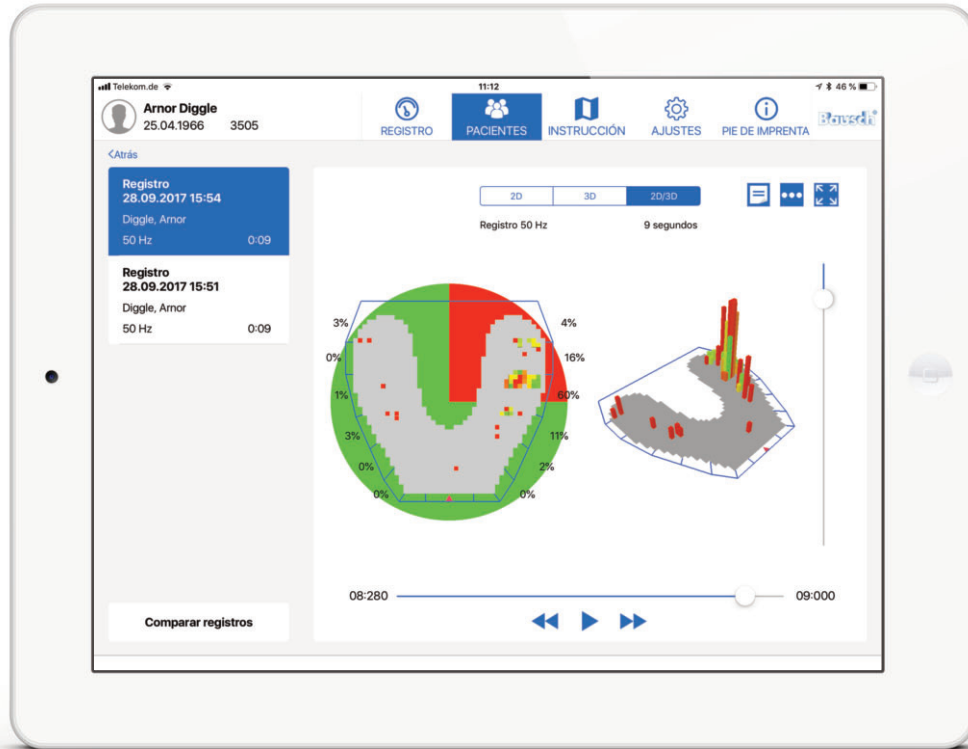 Telekom.de
11:12
46 %
Arnor Diggle
25.04.1966 3505
REGISTRO
PACIENTES
INSTRUCCIÓN
AJUSTES
PIE DE IMPRENTA
Bausch
<Atrás
Registro
28.09.2017 15:54
Diggle, Arnor
50 Hz 0:09
Registro
28.09.2017 15:51
Diggle, Arnor
50 Hz 0:09
Comparar registros
2D 3D 2D/3D
Registro 50 Hz 9 segundos
3% 4%
0% 16%
1% 60%
3% 11%
0% 2%
0% 0%
08:280 09:000